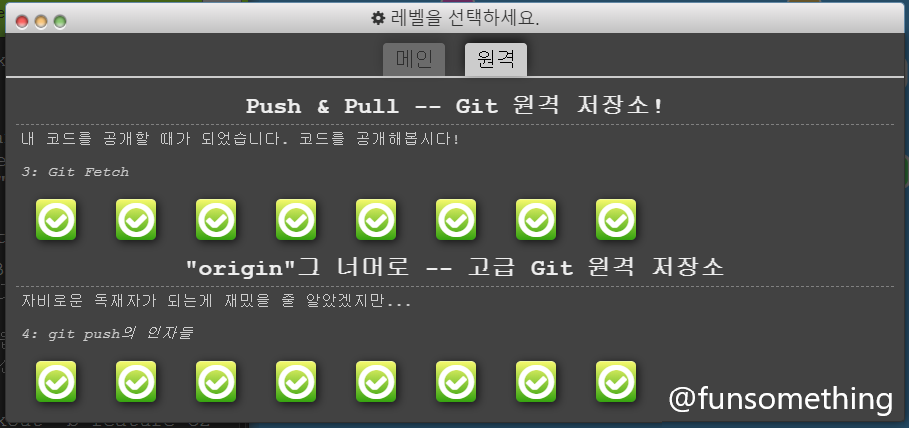 레벨을 선택하세요.
메인
원격
Push & Pull -- Git 원격 저장소!
내 코드를 공개할 때가 되었습니다. 코드를 공개해봅시다!
3: Git Fetch
"origin"그 너머로 -- 고급 Git 원격 저장소
자비로운 독재자가 되는게 재밌을 줄 알았겠지만...
4: git push의 인자들
@funsomething